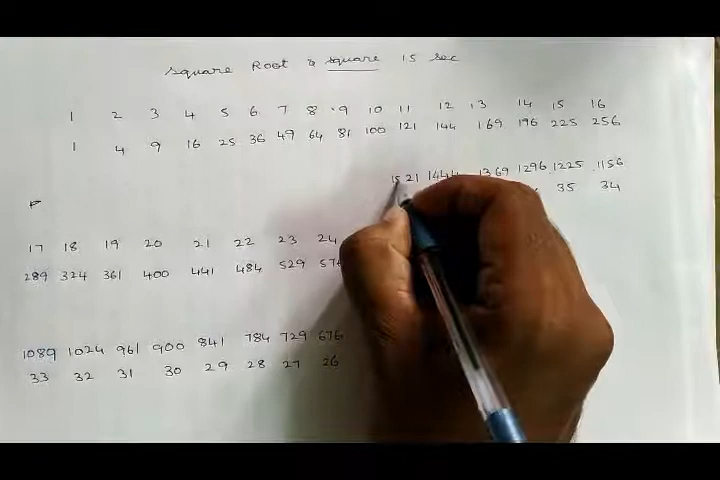 Square Root & square 15 sec
1 2 3 4 5 6 7 8 9 10 11 12 13 14 15 16
1 4 9 16 25 36 49 64 81 100 121 144 169 196 225 256
1521 1444 1369 1296 1225 1156
35 34
17 18 19 20 21 22 23 24
289 324 361 400 441 484 529 576
1089 1024 961 900 841 784 729 676
33 32 31 30 29 28 27 26